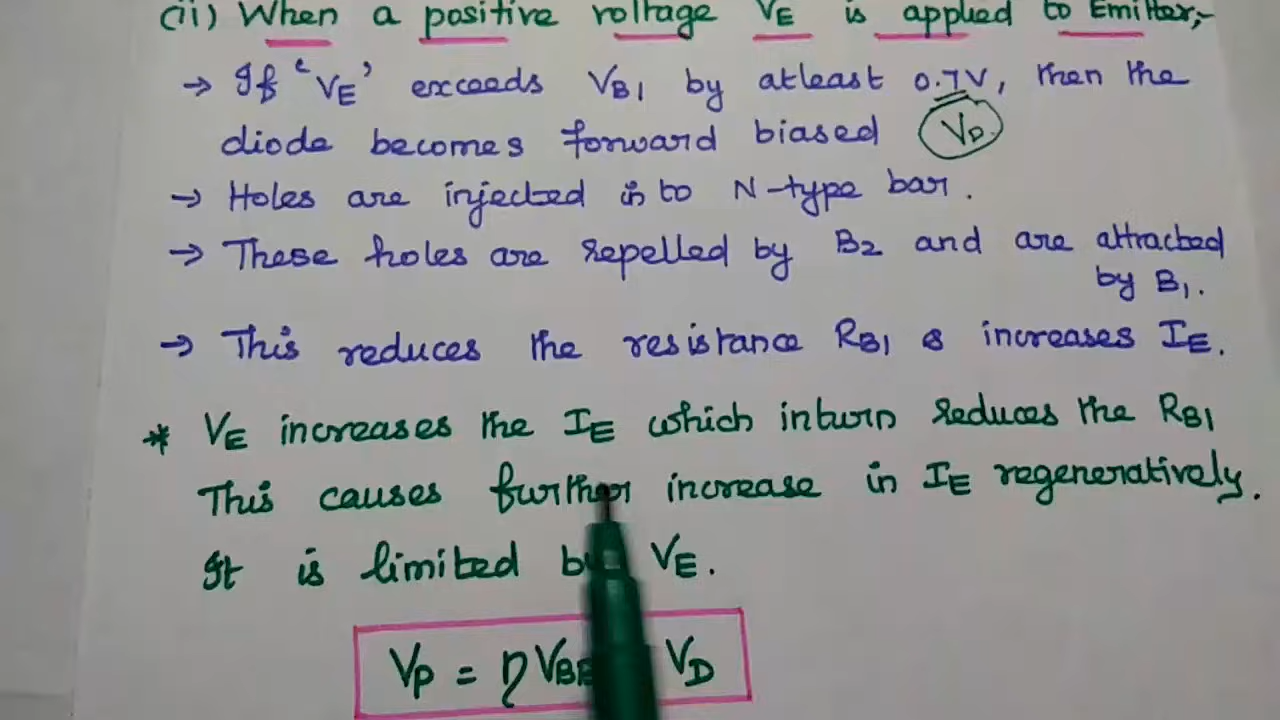 (ii) When a positive voltage VE is applied to Emitter,-
→ If 'VE' exceeds VB1 by atleast 0.7V, then the
diode becomes forward biased VD.
→ Holes are injected in to N-type bar.
→ These holes are repelled by B2 and are attracted
by B1.
→ This reduces the resistance RB1 & increases IE.
* VE increases the IE which inturn reduces the RB1
This causes further increase in IE regeneratively.
It is limited by VE.
VP = η VD